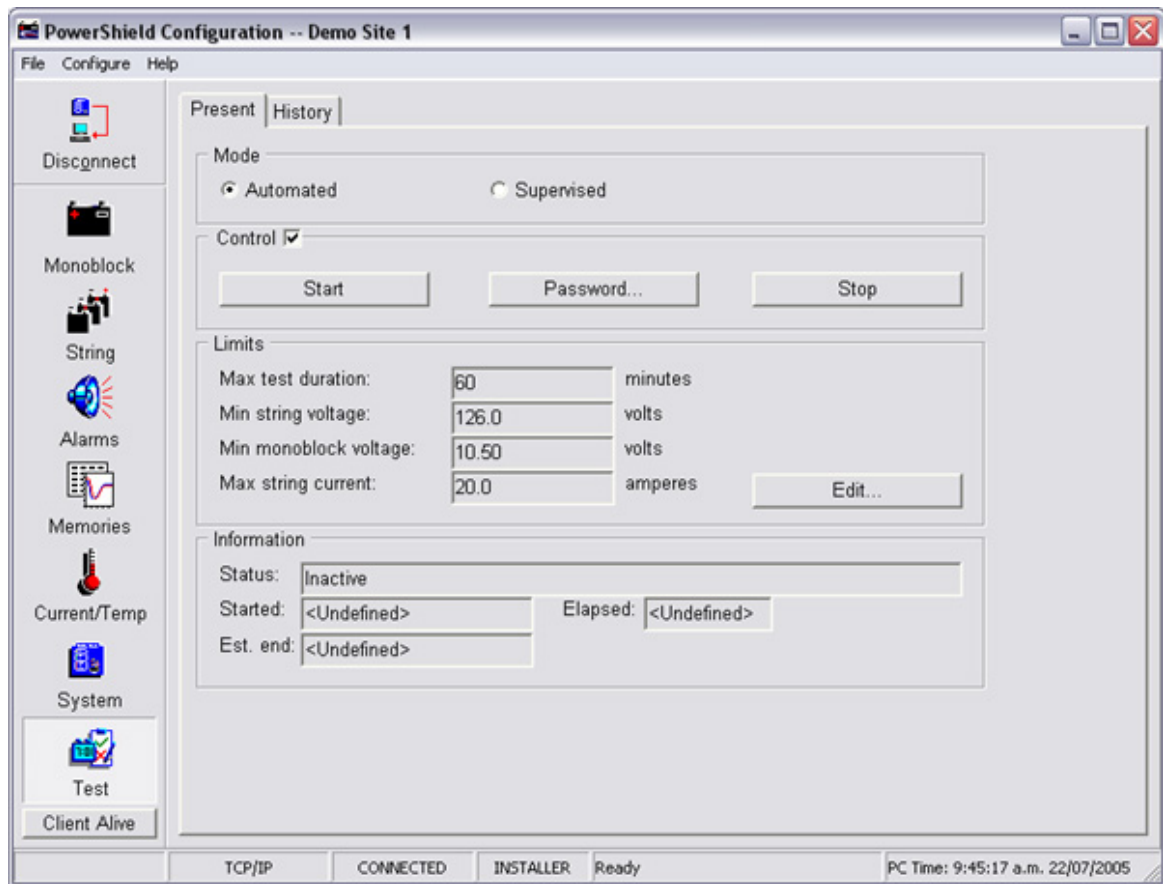 PowerShield Configuration -- Demo Site 1
File Configure Help
Disconnect
Monoblock
String
Alarms
Memories
Current/Temp
System
Test
Client Alive
Present History
Mode
Automated Supervised
Control
Start Password... Stop
Limits
Max test duration: 60 minutes
Min string voltage: 126.0 volts
Min monoblock voltage: 10.50 volts
Max string current: 20.0 amperes Edit...
Information
Status: Inactive
Started: <Undefined> Elapsed: <Undefined>
Est. end: <Undefined>
TCP/IP CONNECTED INSTALLER Ready PC Time: 9:45:17 a.m. 22/07/2005